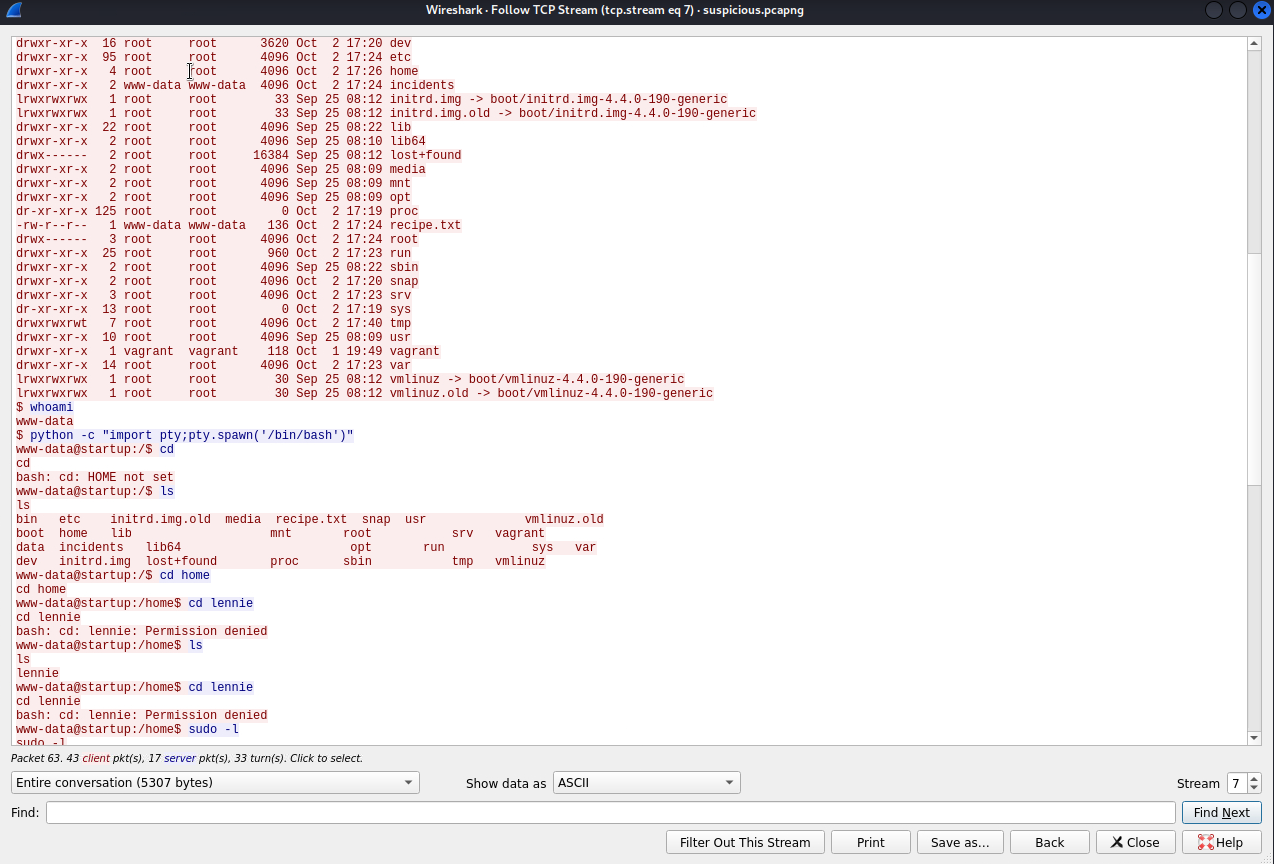 Wireshark · Follow TCP Stream (tcp.stream eq 7) · suspicious.pcapng
drwxr-xr-x  16 root     root      3620 Oct  2 17:20 dev
drwxr-xr-x  95 root     root      4096 Oct  2 17:24 etc
drwxr-xr-x   4 root     root      4096 Oct  2 17:26 home
drwxr-xr-x   2 www-data www-data  4096 Oct  2 17:24 incidents
lrwxrwxrwx   1 root     root        33 Sep 25 08:12 initrd.img -> boot/initrd.img-4.4.0-190-generic
lrwxrwxrwx   1 root     root        33 Sep 25 08:12 initrd.img.old -> boot/initrd.img-4.4.0-190-generic
drwxr-xr-x  22 root     root      4096 Sep 25 08:22 lib
drwxr-xr-x   2 root     root      4096 Sep 25 08:10 lib64
drwx------   2 root     root     16384 Sep 25 08:12 lost+found
drwxr-xr-x   2 root     root      4096 Sep 25 08:09 media
drwxr-xr-x   2 root     root      4096 Sep 25 08:09 mnt
drwxr-xr-x   2 root     root      4096 Sep 25 08:09 opt
dr-xr-xr-x 125 root     root         0 Oct  2 17:19 proc
-rw-r--r--   1 www-data www-data   136 Oct  2 17:24 recipe.txt
drwx------   3 root     root      4096 Oct  2 17:24 root
drwxr-xr-x  25 root     root       960 Oct  2 17:23 run
drwxr-xr-x   2 root     root      4096 Sep 25 08:22 sbin
drwxr-xr-x   2 root     root      4096 Oct  2 17:20 snap
drwxr-xr-x   3 root     root      4096 Oct  2 17:23 srv
dr-xr-xr-x  13 root     root         0 Oct  2 17:19 sys
drwxrwxrwt   7 root     root      4096 Oct  2 17:40 tmp
drwxr-xr-x  10 root     root      4096 Sep 25 08:09 usr
drwxr-xr-x   1 vagrant  vagrant    118 Oct  1 19:49 vagrant
drwxr-xr-x  14 root     root      4096 Oct  2 17:23 var
lrwxrwxrwx   1 root     root        30 Sep 25 08:12 vmlinuz -> boot/vmlinuz-4.4.0-190-generic
lrwxrwxrwx   1 root     root        30 Sep 25 08:12 vmlinuz.old -> boot/vmlinuz-4.4.0-190-generic
$ whoami
www-data
$ python -c "import pty;pty.spawn('/bin/bash')"
www-data@startup:/$ cd
cd
bash: cd: HOME not set
www-data@startup:/$ ls
ls
bin   etc    initrd.img.old  media  recipe.txt  snap  usr              vmlinuz.old
boot  home   lib                   mnt       root           srv   vagrant
data  incidents   lib64                        opt       run            sys   var
dev   initrd.img  lost+found       proc      sbin           tmp   vmlinuz
www-data@startup:/$ cd home
cd home
www-data@startup:/home$ cd lennie
cd lennie
bash: cd: lennie: Permission denied
www-data@startup:/home$ ls
ls
lennie
www-data@startup:/home$ cd lennie
cd lennie
bash: cd: lennie: Permission denied
www-data@startup:/home$ sudo -l
sudo -l
Packet 63. 43 client pkt(s), 17 server pkt(s), 33 turn(s). Click to select.
Entire conversation (5307 bytes) Show data as ASCII Stream 7
Find: Find Next
Filter Out This Stream Print Save as… Back Close Help